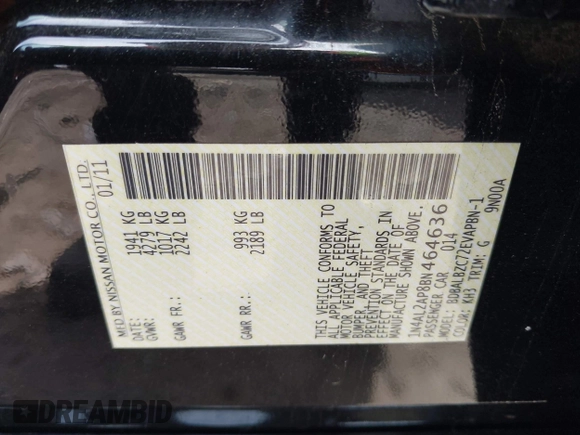 MFD BY NISSAN MOTOR CO., LTD.
01/11
DATE:
GVWR: 1941 KG
4279 LB
GAWR FR.: 1017 KG
2242 LB
GAWR RR.: 993 KG
2189 LB
THIS VEHICLE CONFORMS TO
ALL APPLICABLE FEDERAL
MOTOR VEHICLE SAFETY,
BUMPER, AND THEFT
PREVENTION STANDARDS IN
EFFECT ON THE DATE OF
MANUFACTURE SHOWN ABOVE.
1N4AL2AP8BN464636
PASSENGER CAR D14
MODEL: BDBALBZC7ZEVAPBN-1
COLOR: KH3 TRIM: G 9N00A
DREAMBID